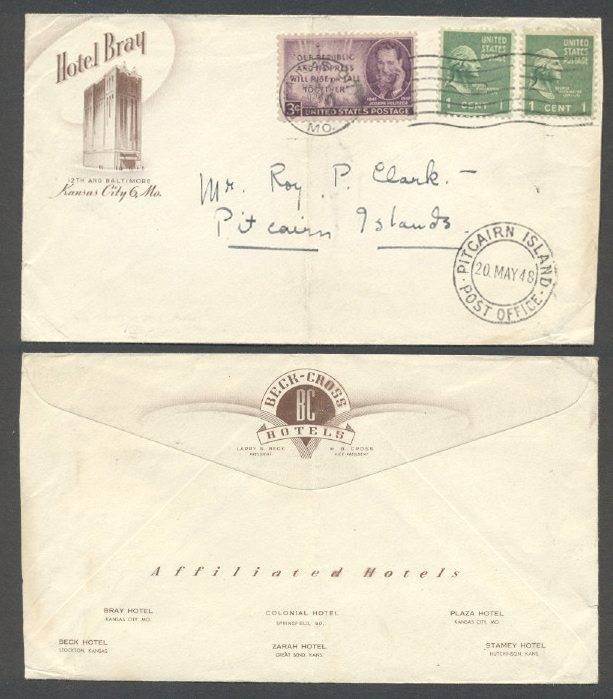 Hotel Bray
12TH AND BALTIMORE
Kansas City 6, Mo.
"OUR REPUBLIC
AND ITS PRESS
WILL RISE OR FALL
TOGETHER"
3¢
JOSEPH PULITZER
UNITED STATES POSTAGE
MO.
UNITED
STATES
POSTAGE
1 CENT 1
UNITED
STATES
POSTAGE
1 CENT 1
Mr. Roy P. Clark. —
Pitcairn Islands
PITCAIRN ISLAND
20. MAY 48
POST OFFICE
BECK-CROSS
BC
HOTELS
LARRY B. BECK
PRESIDENT
W. B. CROSS
VICE-PRESIDENT
Affiliated Hotels
BRAY HOTEL
KANSAS CITY, MO.
COLONIAL HOTEL
SPRINGFIELD, MO.
PLAZA HOTEL
KANSAS CITY, MO.
BECK HOTEL
STOCKTON, KANSAS
ZARAH HOTEL
GREAT BEND, KANS.
STAMEY HOTEL
HUTCHINSON, KANS.